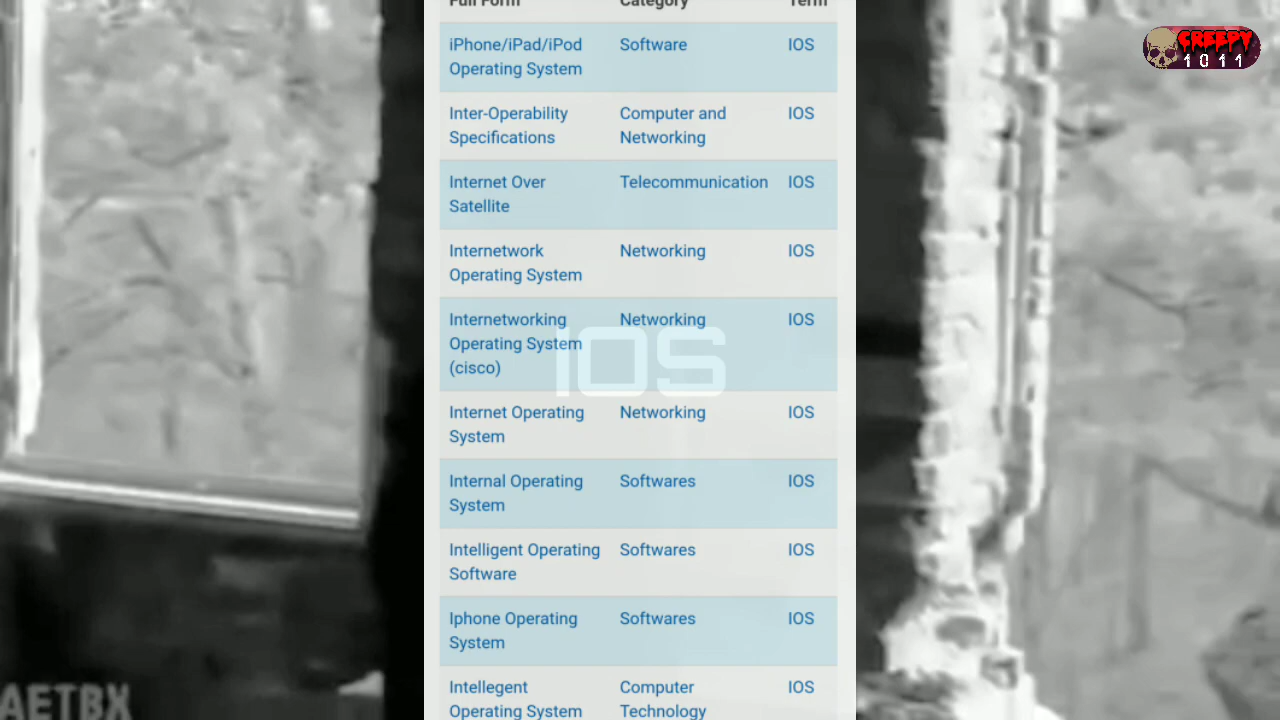 Full Form Category Term
iPhone/iPad/iPod Software IOS
Operating System
Inter-Operability Computer and IOS
Specifications Networking
Internet Over Telecommunication IOS
Satellite
Internetwork Networking IOS
Operating System
Internetworking Networking IOS
Operating System
(cisco)
IOS
Internet Operating Networking IOS
System
Internal Operating Softwares IOS
System
Intelligent Operating Softwares IOS
Software
Iphone Operating Softwares IOS
System
Intellegent Computer IOS
Operating System Technology
CREEPY
1011
AETBX